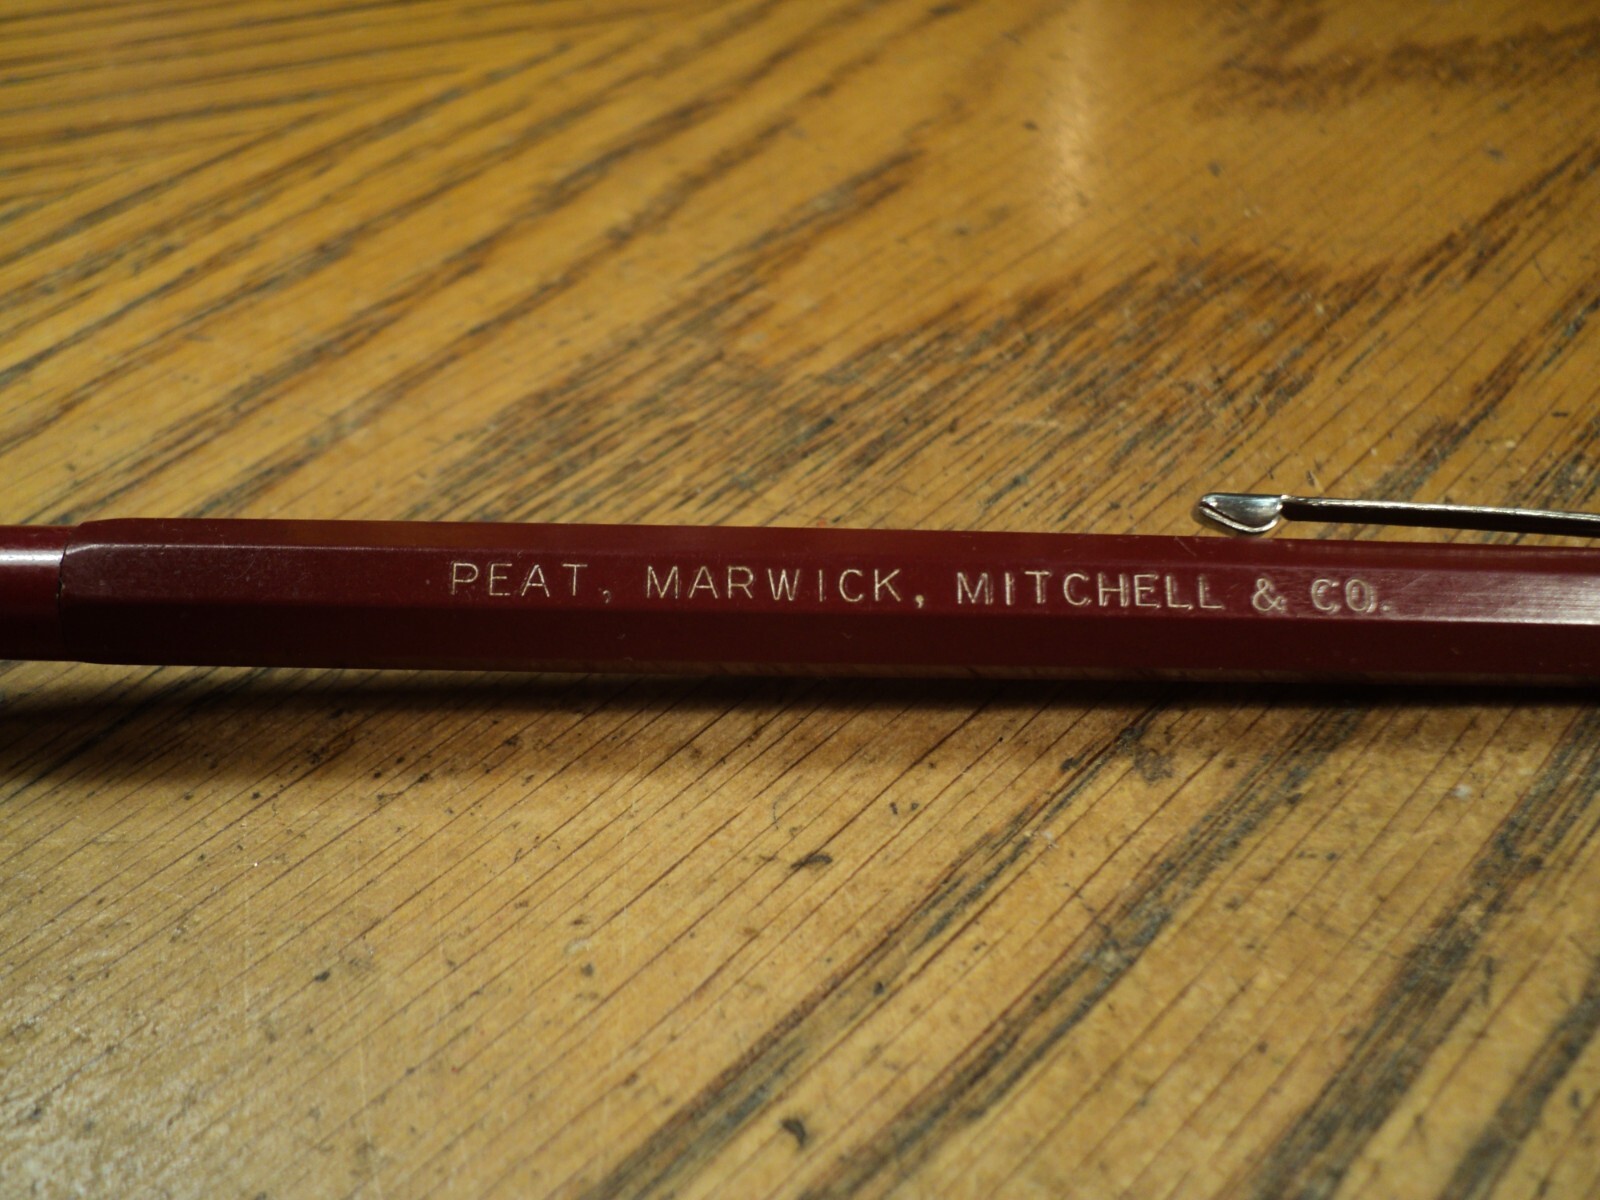 PEAT, MARWICK, MITCHELL & CO.